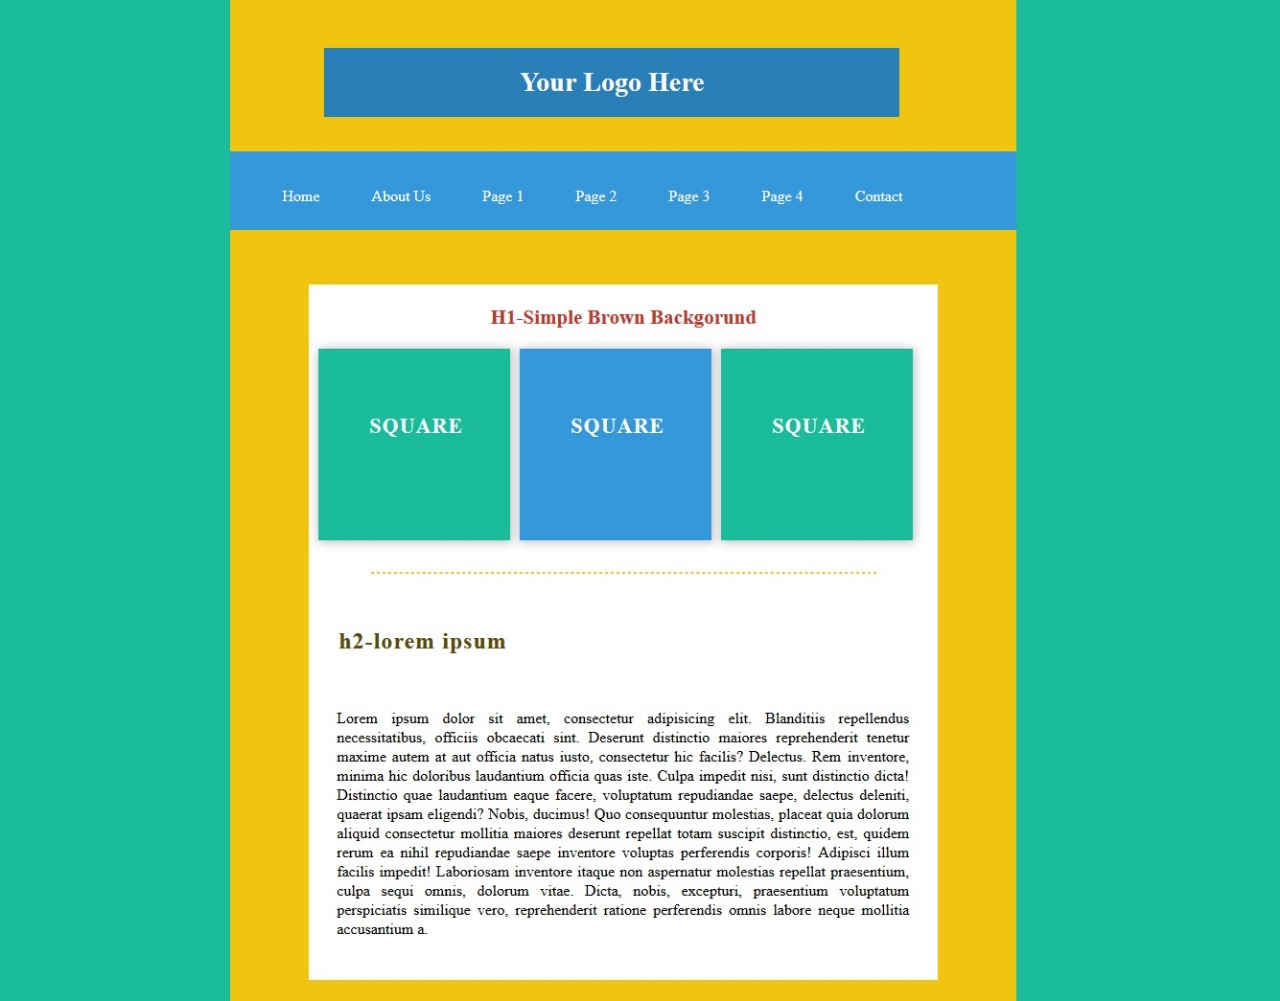 Your Logo Here
Home About Us Page 1 Page 2 Page 3 Page 4 Contact
H1-Simple Brown Backgorund
SQUARE SQUARE SQUARE
h2-lorem ipsum
Lorem ipsum dolor sit amet, consectetur adipisicing elit. Blanditiis repellendus
necessitatibus, officiis obcaecati sint. Deserunt distinctio maiores reprehenderit tenetur
maxime autem at aut officia natus iusto, consectetur hic facilis? Delectus. Rem inventore,
minima hic doloribus laudantium officia quas iste. Culpa impedit nisi, sunt distinctio dicta!
Distinctio quae laudantium eaque facere, voluptatum repudiandae saepe, delectus deleniti,
quaerat ipsam eligendi? Nobis, ducimus! Quo consequuntur molestias, placeat quia dolorum
aliquid consectetur mollitia maiores deserunt repellat totam suscipit distinctio, est, quidem
rerum ea nihil repudiandae saepe inventore voluptas perferendis corporis! Adipisci illum
facilis impedit! Laboriosam inventore itaque non aspernatur molestias repellat praesentium,
culpa sequi omnis, dolorum vitae. Dicta, nobis, excepturi, praesentium voluptatum
perspiciatis similique vero, reprehenderit ratione perferendis omnis labore neque mollitia
accusantium a.